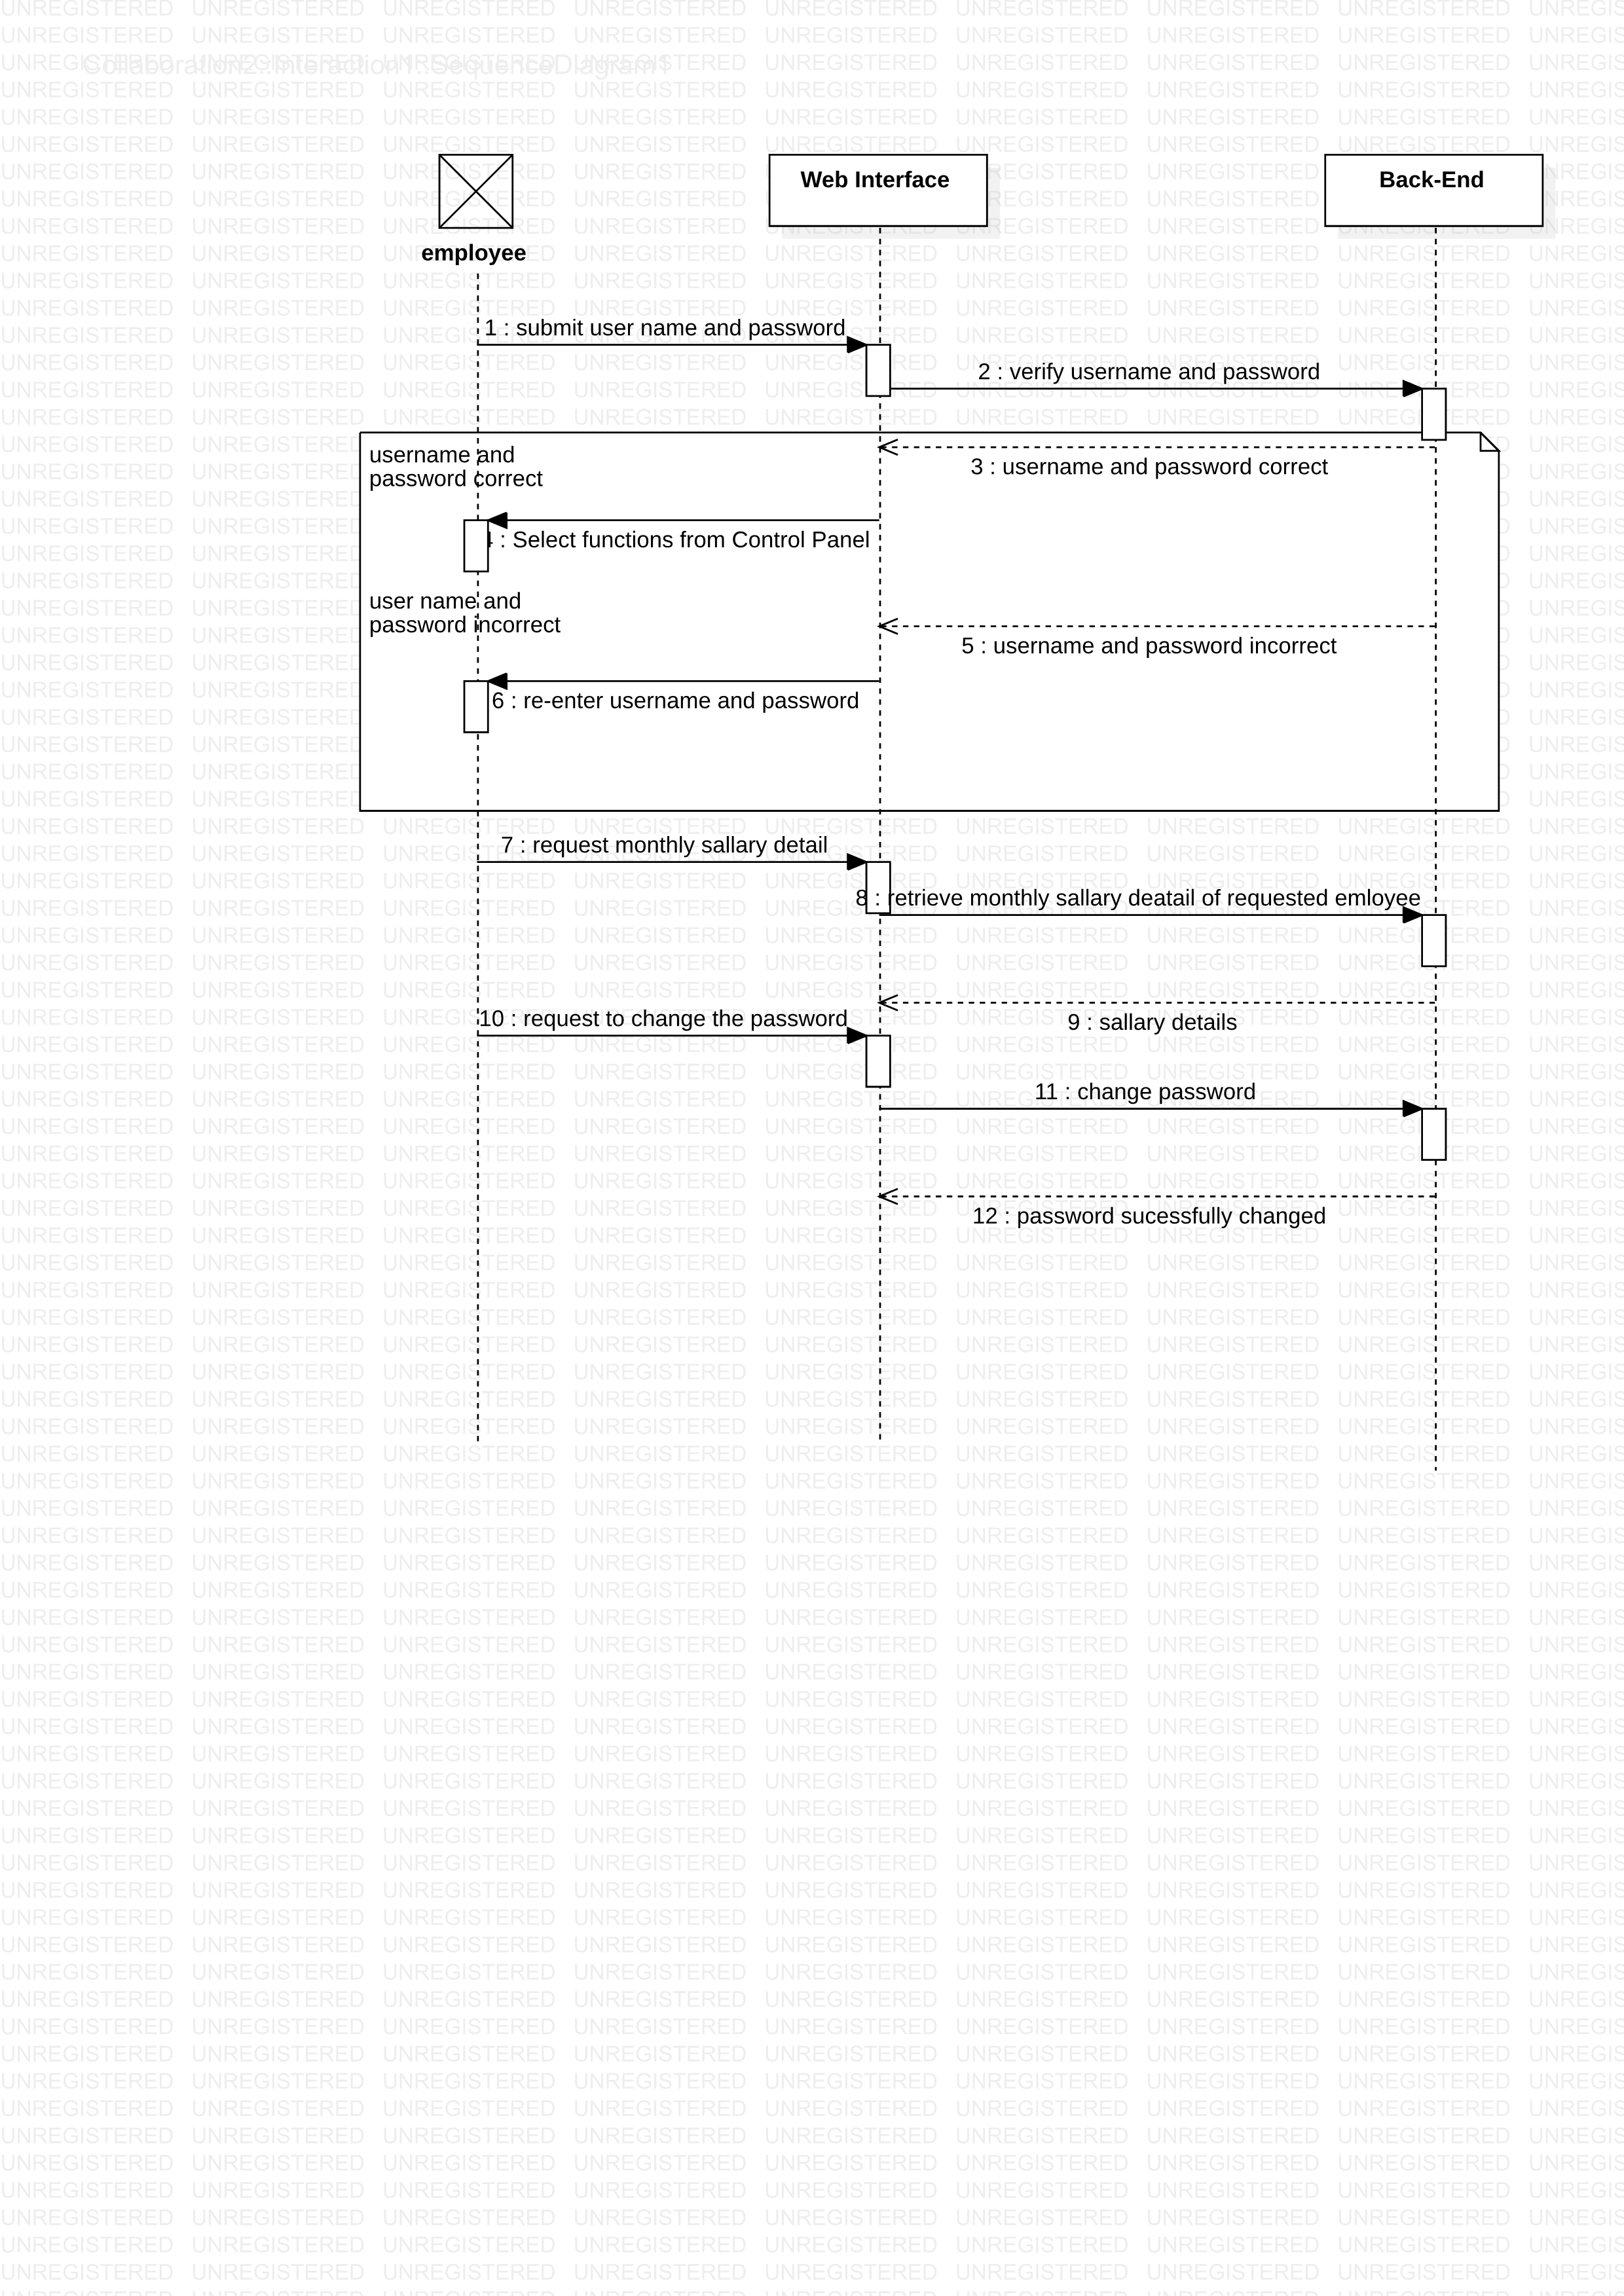 Collaboration2::Interaction1::SequenceDiagram1
Web Interface
Back-End
employee
1 : submit user name and password
2 : verify username and password
username and
password correct
3 : username and password correct
: Select functions from Control Panel
user name and
password incorrect
5 : username and password incorrect
6 : re-enter username and password
7 : request monthly sallary detail
8 : retrieve monthly sallary deatail of requested emloyee
10 : request to change the password
9 : sallary details
11 : change password
12 : password sucessfully changed